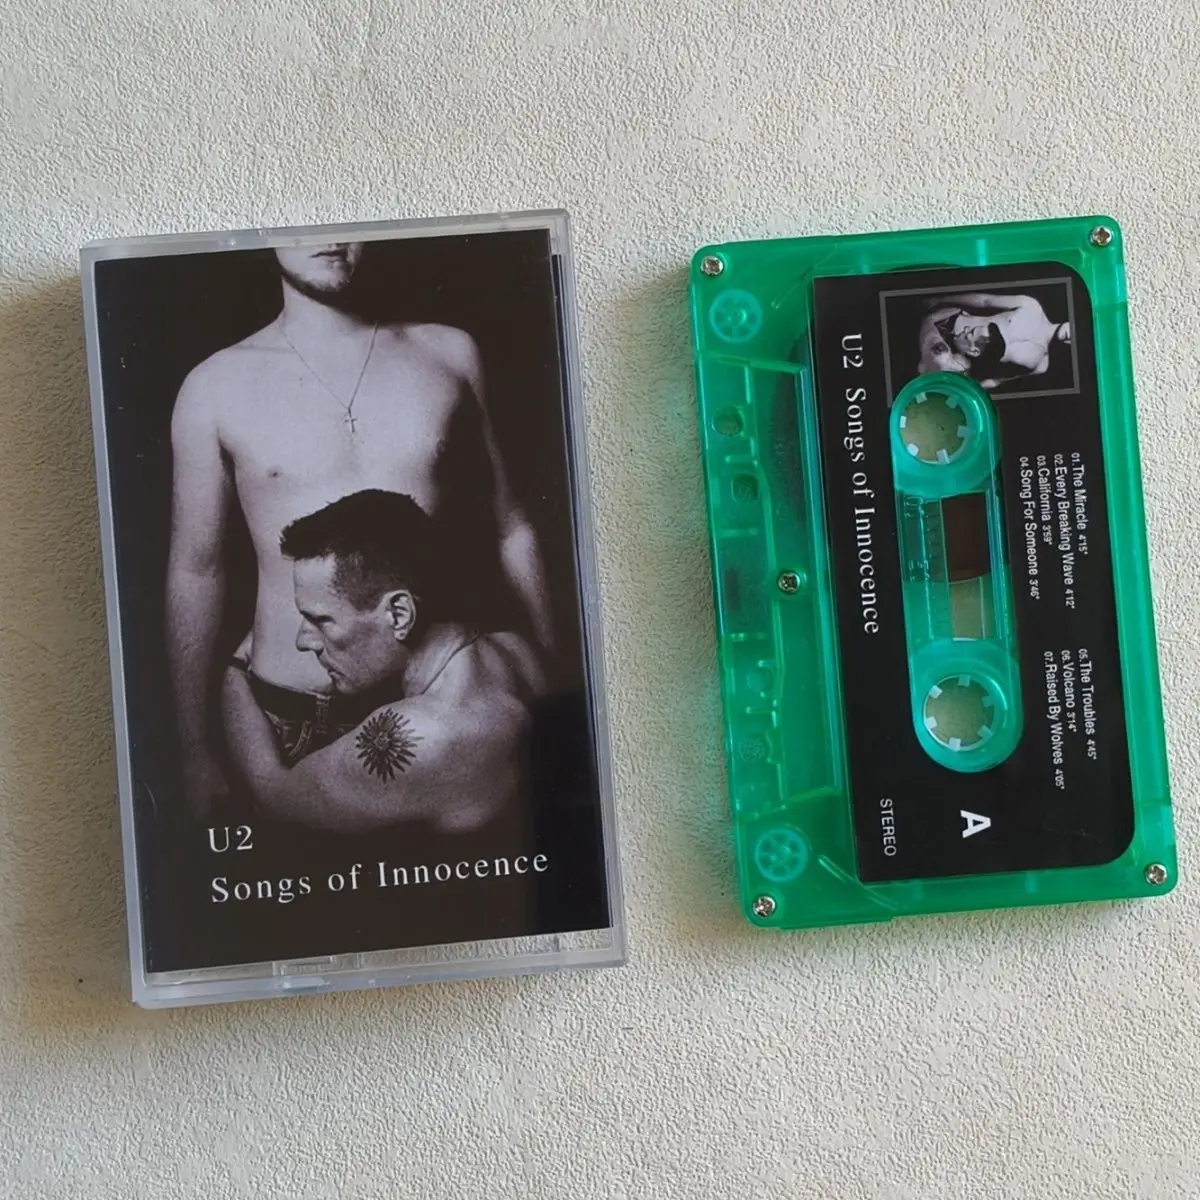 U2
Songs of Innocence
U2 Songs of Innocence
01.The Miracle 4'15"
02.Every Breaking Wave 4'12"
03.California 3'59"
04.Song For Someone 3'46"
05.The Troubles 4'45"
06.Volcano 3'14"
07.Raised By Wolves 4'05"
A
STEREO